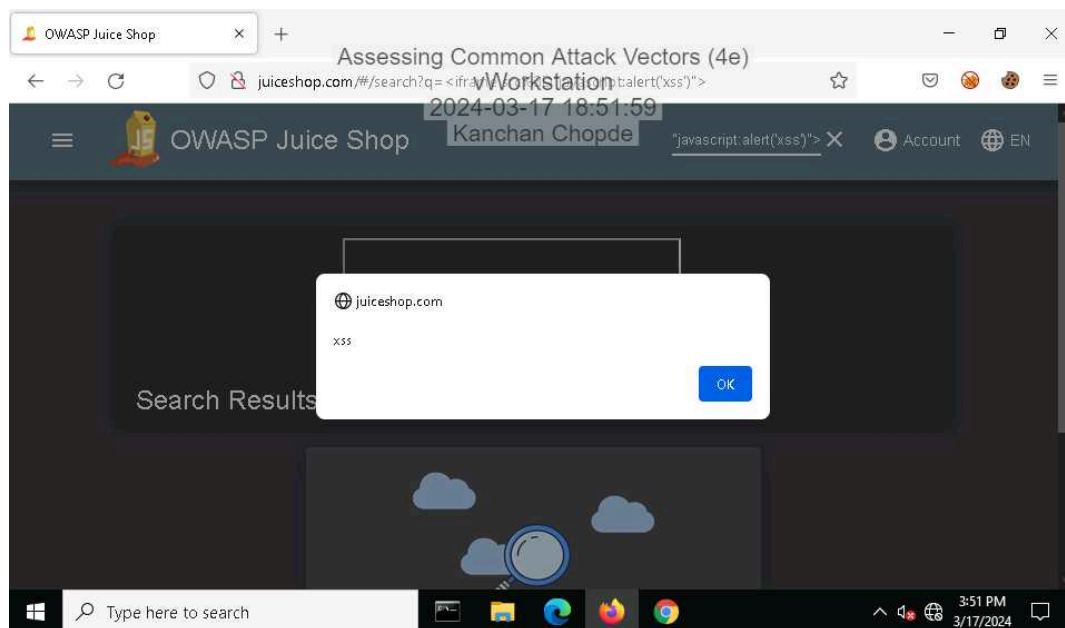 OWASP Juice Shop
Assessing Common Attack Vectors (4e)
juiceshop.com/#/search?q=<ifra :alert('xss')">
vWorkstation
2024-03-17 18:51:59
Kanchan Chopde
OWASP Juice Shop
"javascript:alert('xss')">
Account
EN
juiceshop.com
xss
OK
Search Results
Type here to search
3:51 PM
3/17/2024